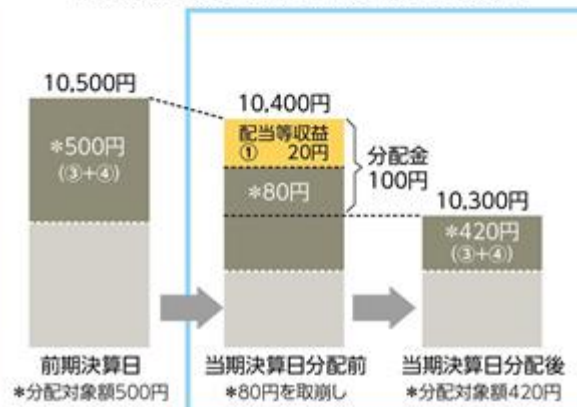 10,500円
*500円
(③+④)
前期決算日
*分配対象額500円
10,400円
配当等収益
① 20円
*80円
分配金
100円
当期決算日分配前
*80円を取崩し
10,300円
*420円
(③+④)
当期決算日分配後
*分配対象額420円